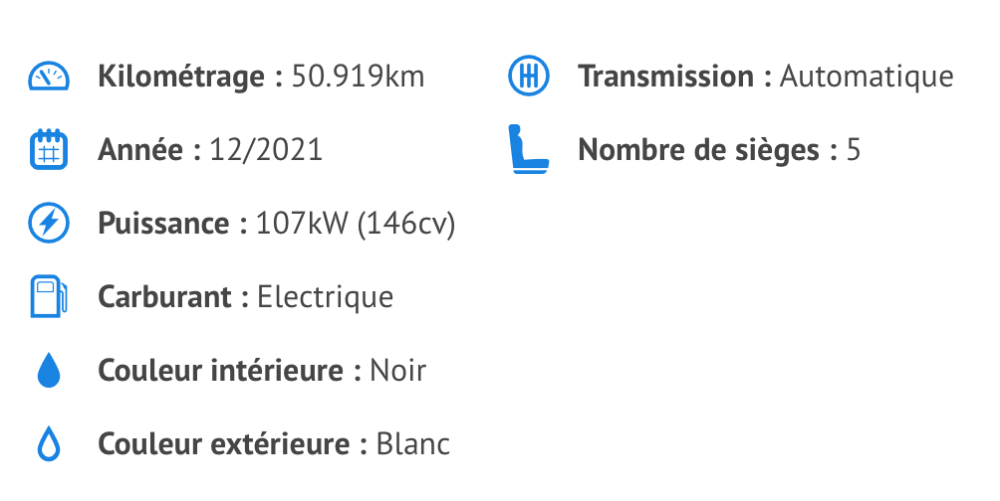 Kilométrage : 50.919km
Année : 12/2021
Puissance : 107kW (146cv)
Carburant : Electrique
Couleur intérieure : Noir
Couleur extérieure : Blanc
Transmission : Automatique
Nombre de sièges : 5